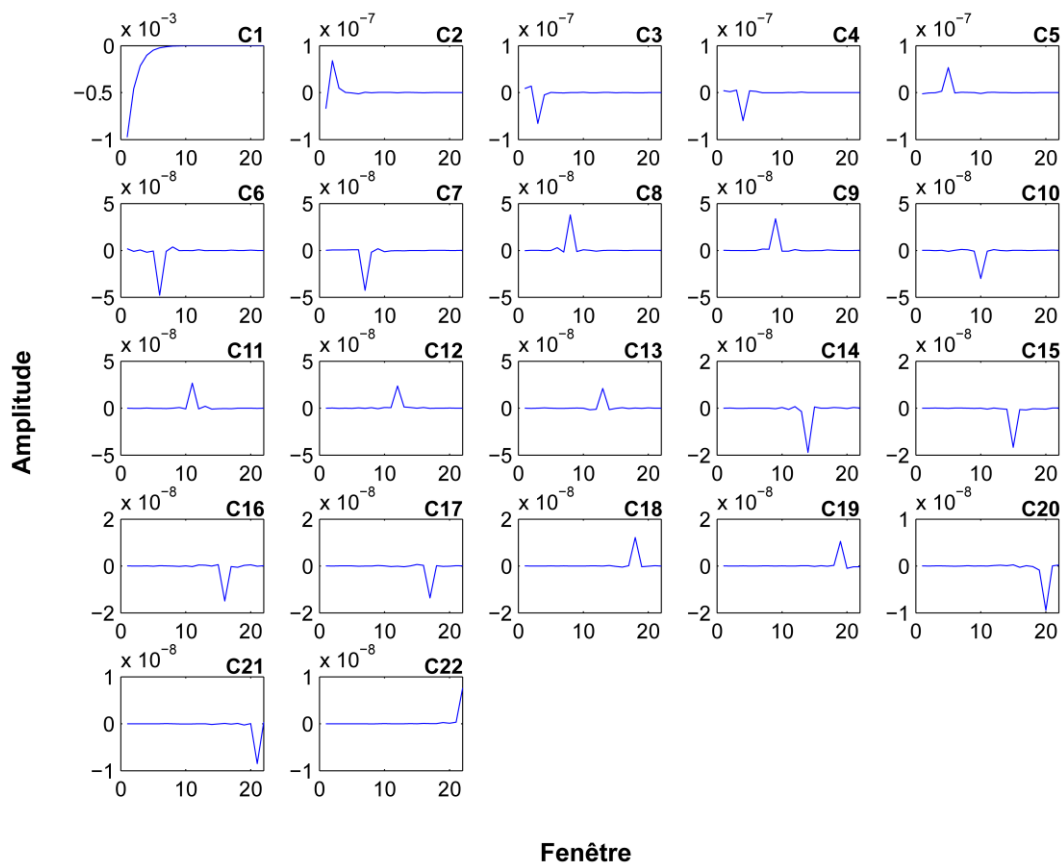 x 10⁻³ C1 x 10⁻⁷ C2 x 10⁻⁷ C3 x 10⁻⁷ C4 x 10⁻⁷ C5
0 1 1 1 1
−0.5 0 0 0 0
−1 −1 −1 −1 −1
0 10 20 0 10 20 0 10 20 0 10 20 0 10 20
x 10⁻⁸ C6 x 10⁻⁸ C7 x 10⁻⁸ C8 x 10⁻⁸ C9 x 10⁻⁸ C10
5 5 5 5 5
0 0 0 0 0
−5 −5 −5 −5 −5
0 10 20 0 10 20 0 10 20 0 10 20 0 10 20
x 10⁻⁸ C11 x 10⁻⁸ C12 x 10⁻⁸ C13 x 10⁻⁸ C14 x 10⁻⁸ C15
5 5 5 2 2
0 0 0 0 0
−5 −5 −5 −2 −2
0 10 20 0 10 20 0 10 20 0 10 20 0 10 20
Amplitude
x 10⁻⁸ C16 x 10⁻⁸ C17 x 10⁻⁸ C18 x 10⁻⁸ C19 x 10⁻⁸ C20
2 2 2 2 1
0 0 0 0 0
−2 −2 −2 −2 −1
0 10 20 0 10 20 0 10 20 0 10 20 0 10 20
x 10⁻⁸ C21 x 10⁻⁸ C22
1 1
0 0
−1 −1
0 10 20 0 10 20
Fenêtre